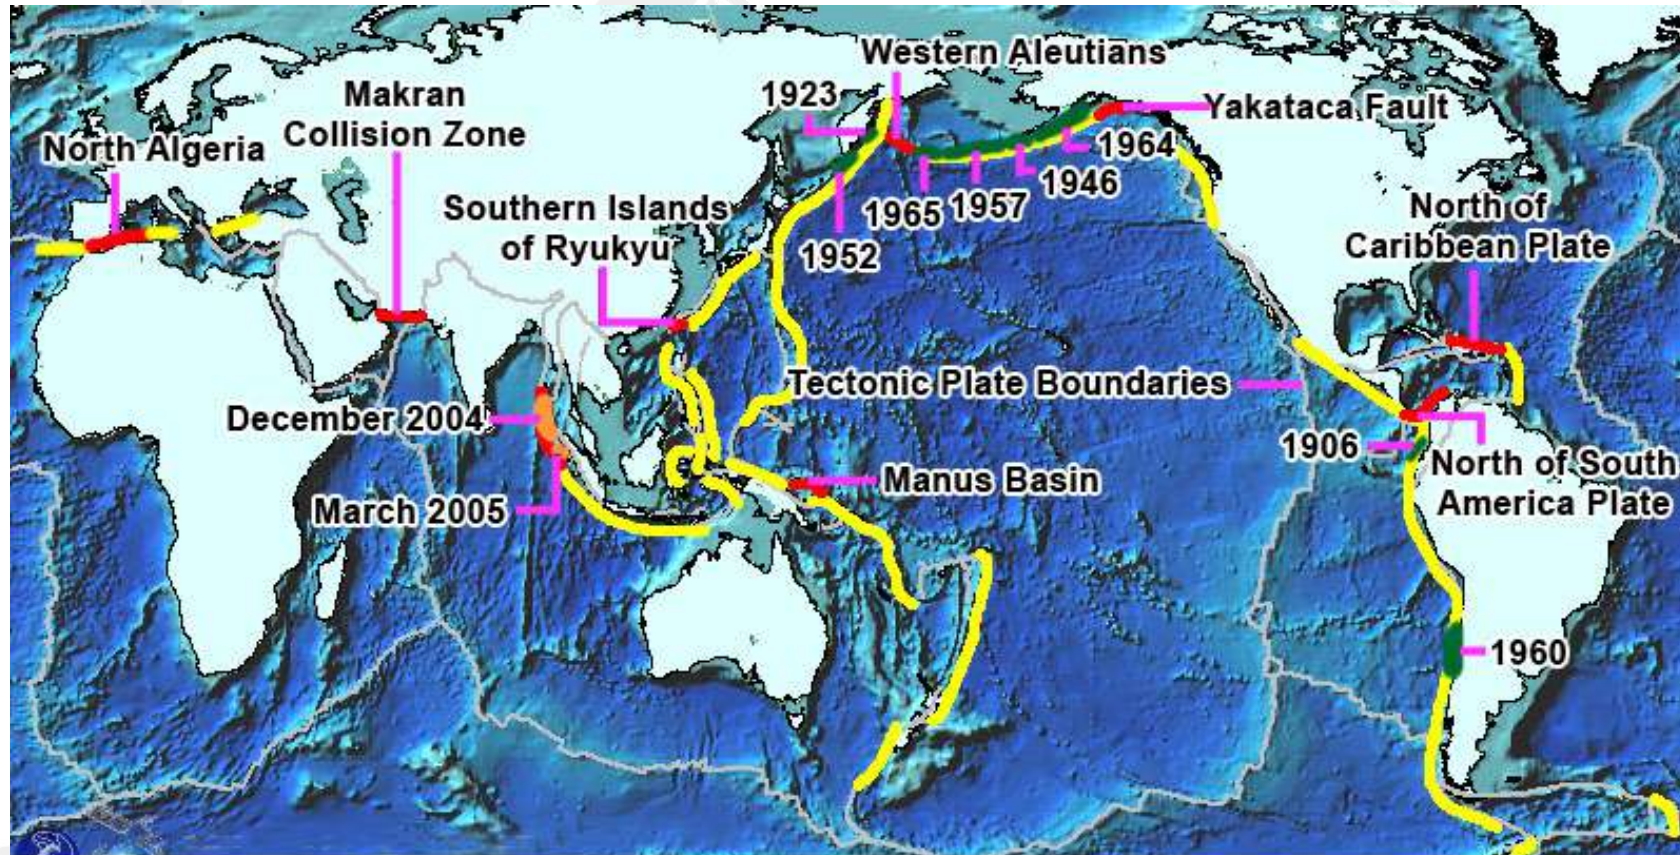 Western Aleutians
1923
Makran
Collision Zone
Yakataca Fault
North Algeria
1964
1946
1957
1965
Southern Islands
of Ryukyu
North of
Caribbean Plate
1952
Tectonic Plate Boundaries
December 2004
1906
North of South
America Plate
Manus Basin
March 2005
1960